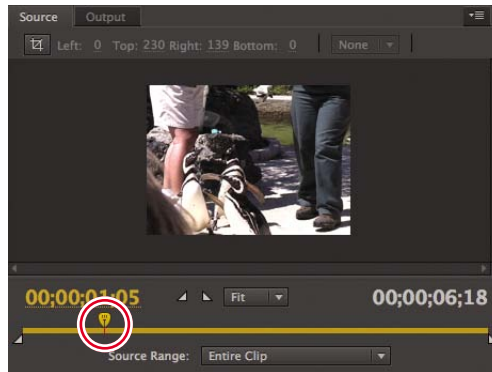 Source Output
Left: 0 Top: 230 Right: 139 Bottom: 0 None
00;00;01;05 Fit 00;00;06;18
Source Range: Entire Clip